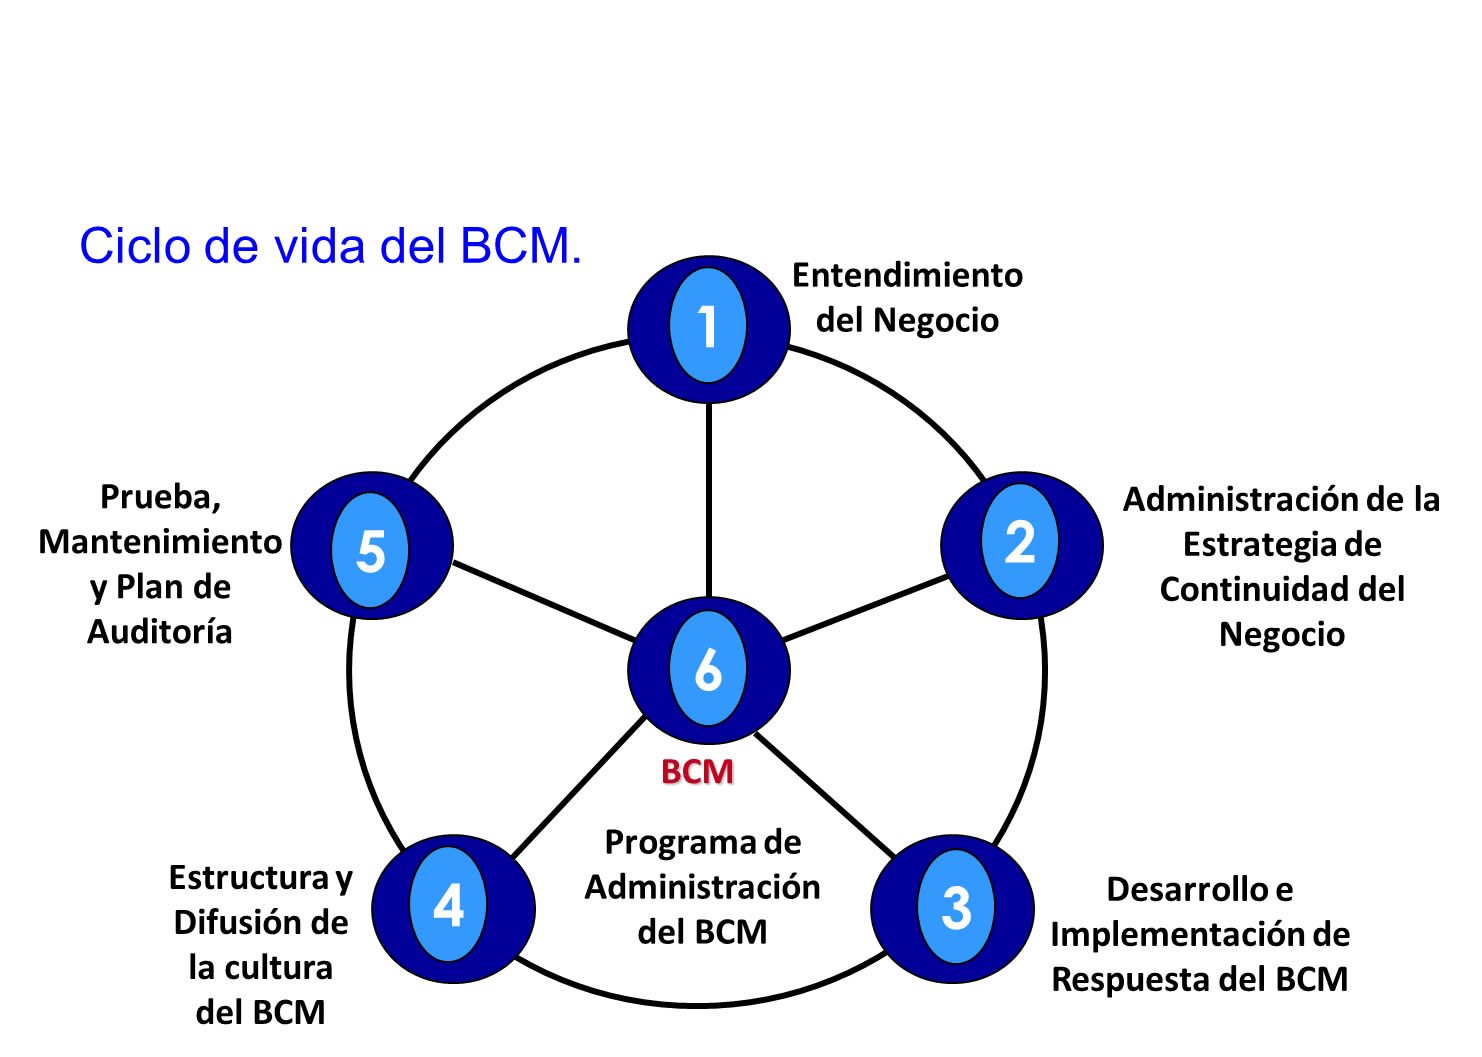 Ciclo de vida del BCM.
1
Entendimiento
del Negocio
2
Administración de la
Estrategia de
Continuidad del
Negocio
3
Desarrollo e
Implementación de
Respuesta del BCM
4
Estructura y
Difusión de
la cultura
del BCM
5
Prueba,
Mantenimiento
y Plan de
Auditoría
6
BCM
Programa de
Administración
del BCM